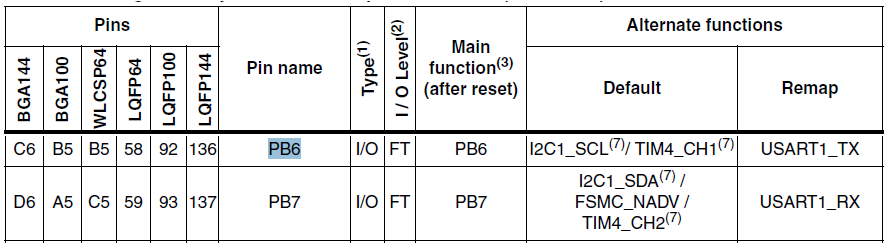 Pins
Pin name
Type(1)
I / O Level(2)
Main
function(3)
(after reset)
Alternate functions
BGA144
BGA100
WLCSP64
LQFP64
LQFP100
LQFP144
Default
Remap
C6 B5 B5 58 92 136 PB6 I/O FT PB6 I2C1_SCL(7)/ TIM4_CH1(7) USART1_TX
D6 A5 C5 59 93 137 PB7 I/O FT PB7 I2C1_SDA(7) /
FSMC_NADV /
TIM4_CH2(7)
USART1_RX